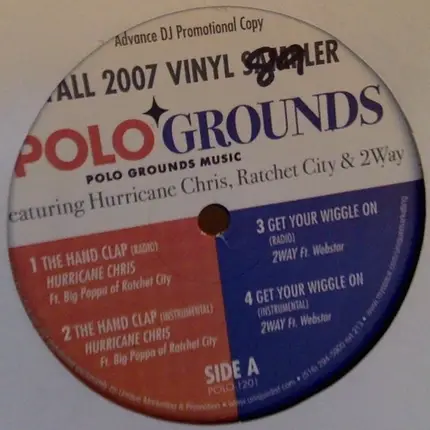 Advance DJ Promotional Copy
FALL 2007 VINYL SAMPLER
POLO GROUNDS
POLO GROUNDS MUSIC
Featuring Hurricane Chris, Ratchet City & 2Way
1 THE HAND CLAP (RADIO)
HURRICANE CHRIS
Ft. Big Poppa of Ratchet City
2 THE HAND CLAP (INSTRUMENTAL)
HURRICANE CHRIS
Ft. Big Poppa of Ratchet City
3 GET YOUR WIGGLE ON
(RADIO)
2WAY Ft. Webstar
4 GET YOUR WIGGLE ON
(INSTRUMENTAL)
2WAY Ft. Webstar
SIDE A
POLO 1201